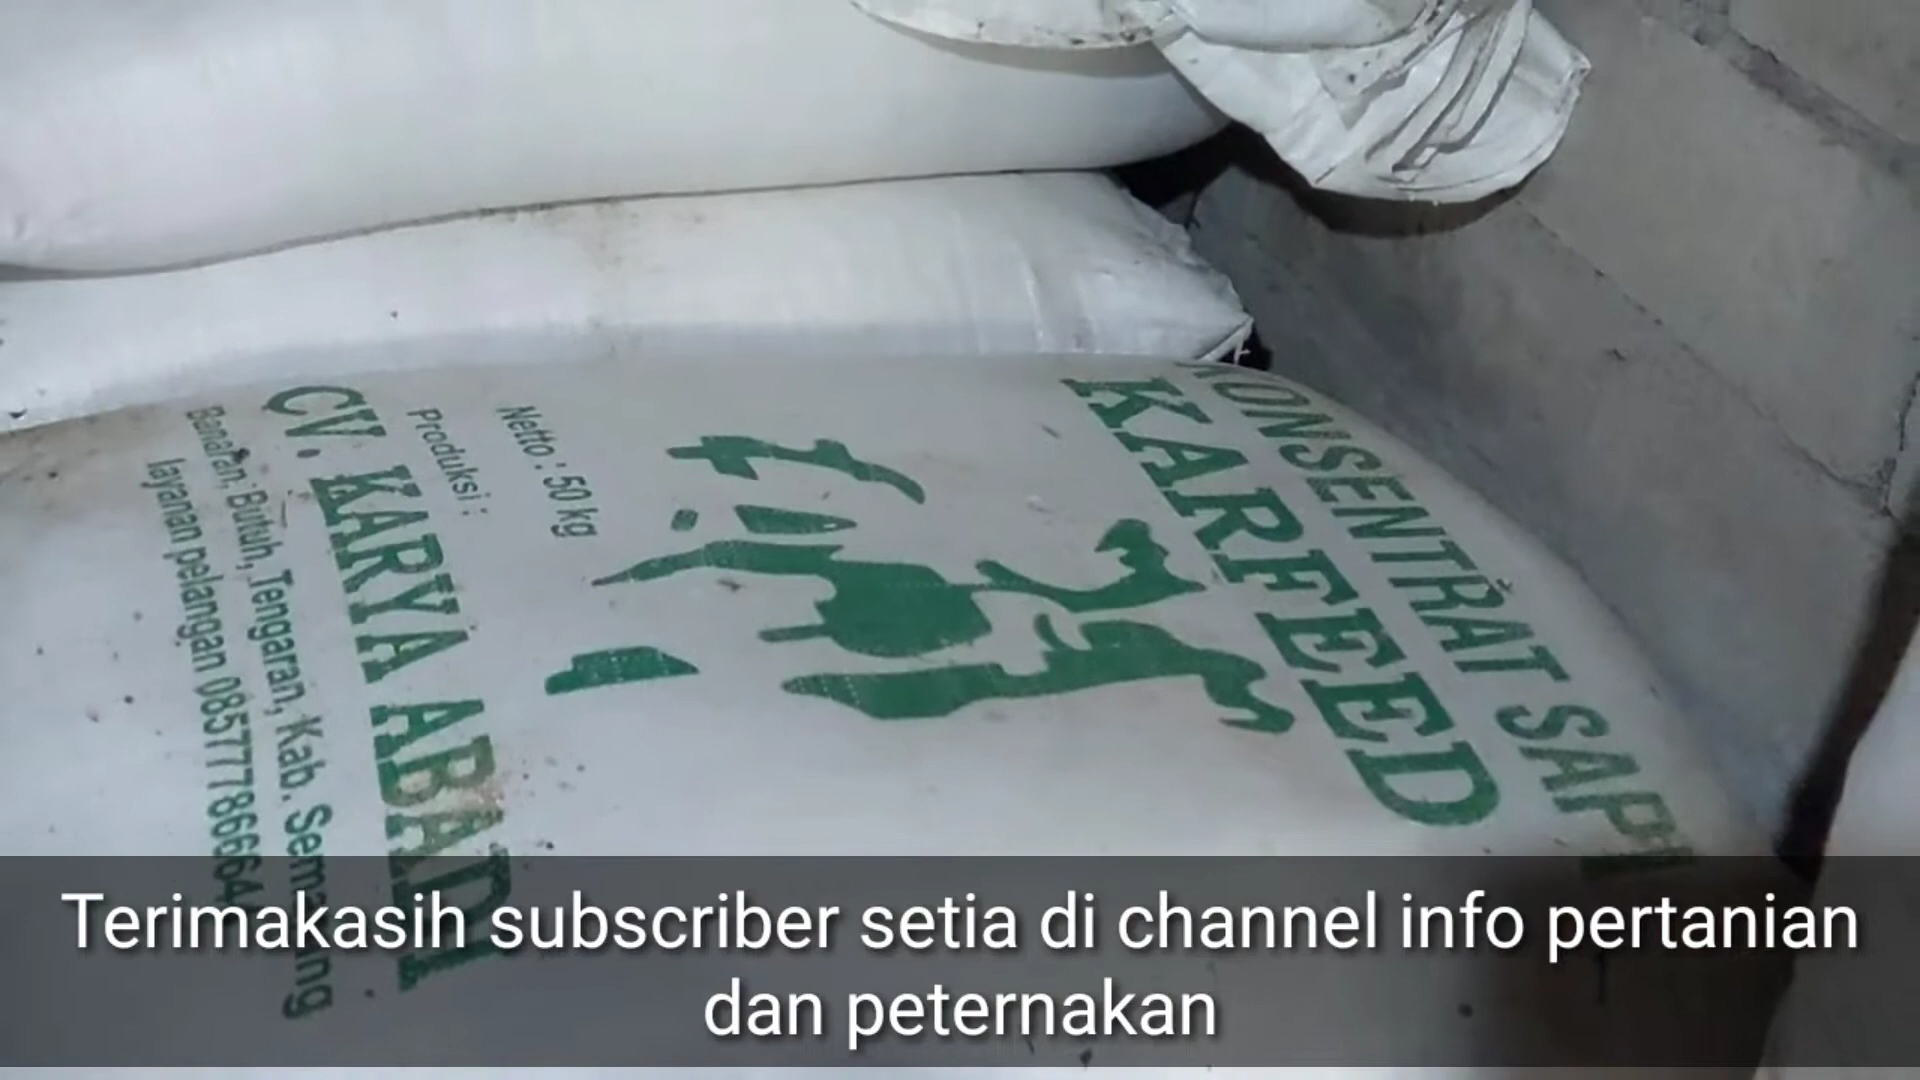 KONSENTRAT SAPI
KARFEED
Netto : 50 kg
Produksi :
CV. KARYA ABADI
Banaran, Butuh, Tengaran, Kab. Semarang
layanan pelangan
Terimakasih subscriber setia di channel info pertanian
dan peternakan